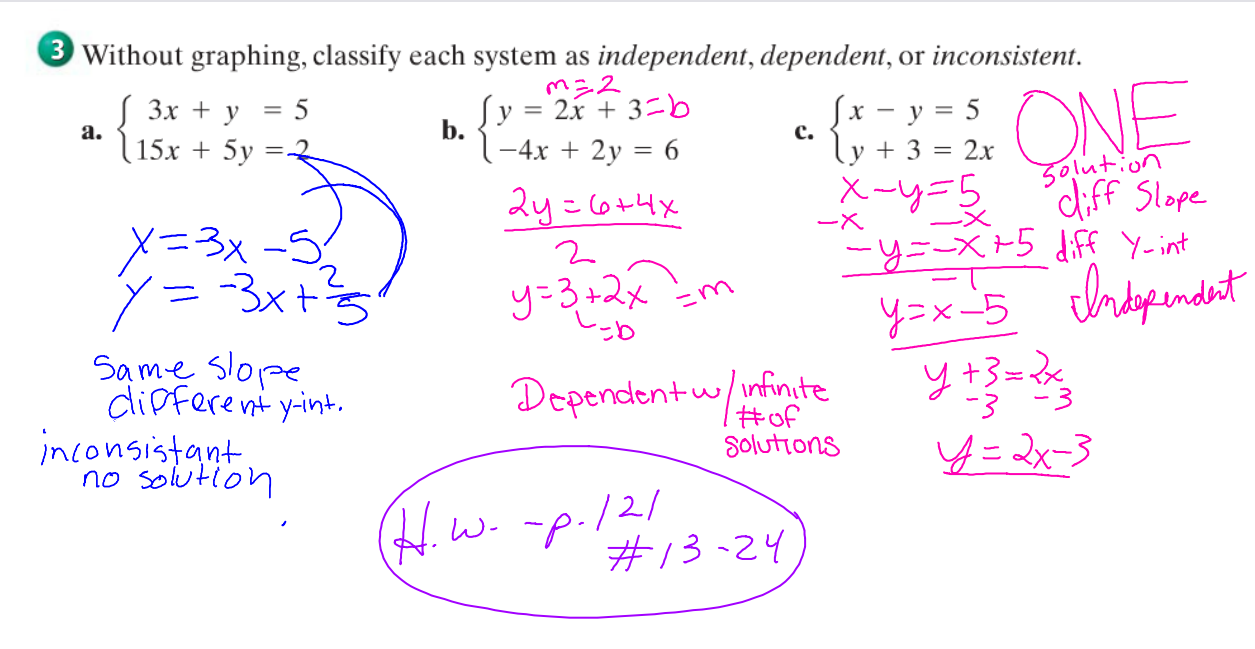 3 Without graphing, classify each system as independent, dependent, or inconsistent.
a. { 3x + y = 5
15x + 5y = 2
y=3x-5
y=-3x+2/5
Same slope
different y-int.
inconsistant
no solution
m=2
b. { y = 2x + 3=b
-4x + 2y = 6
2y=6+4x
2
y=3+2x =m
=b
Dependent w/ infinite
# of
solutions
c. { x - y = 5
y + 3 = 2x
ONE
solution
diff Slope
diff Y-int
Independent
x-y=5
-x -x
-y=-x+5
-1
y=x-5
y+3=2x
-3 -3
y=2x-3
H.w. -p.121
#13-24